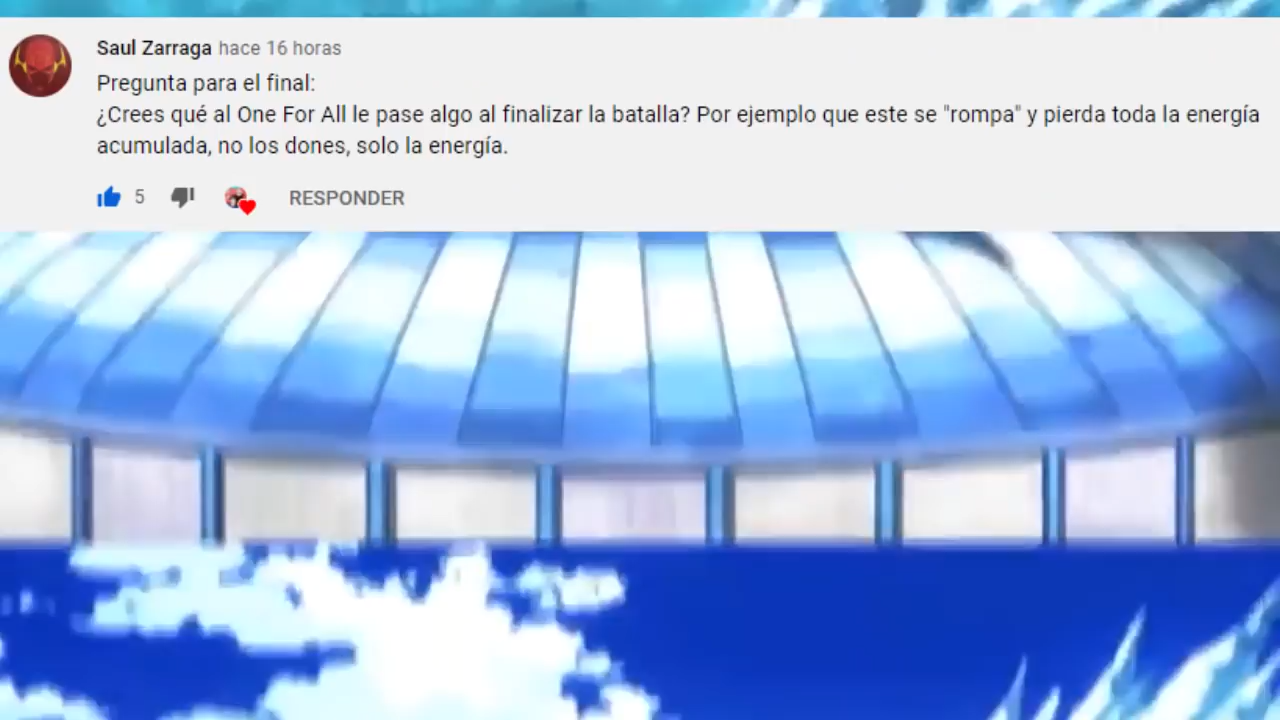 Saul Zarraga hace 16 horas
Pregunta para el final:
¿Crees qué al One For All le pase algo al finalizar la batalla? Por ejemplo que este se "rompa" y pierda toda la energía
acumulada, no los dones, solo la energía.
5 RESPONDER